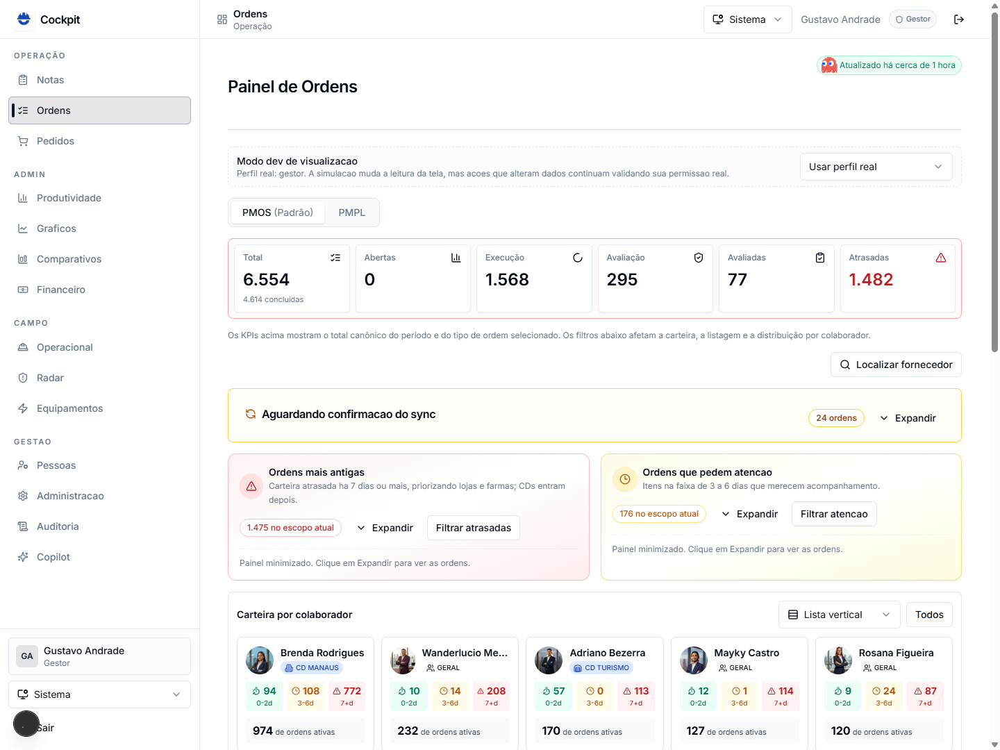 Cockpit
OPERAÇÃO
Notas
Ordens
Pedidos
ADMIN
Produtividade
Graficos
Comparativos
Financeiro
CAMPO
Operacional
Radar
Equipamentos
GESTAO
Pessoas
Administracao
Auditoria
Copilot
GA
Gustavo Andrade
Gestor
Sistema
Sair
Ordens
Operação
Sistema
Gustavo Andrade
Gestor
Atualizado há cerca de 1 hora
Painel de Ordens
Modo dev de visualizacao
Perfil real: gestor. A simulacao muda a leitura da tela, mas acoes que alteram dados continuam validando sua permissao real.
Usar perfil real
PMOS (Padrão)
PMPL
Total
6.554
4.614 concluidas
Abertas
0
Execução
1.568
Avaliação
295
Avaliadas
77
Atrasadas
1.482
Os KPIs acima mostram o total canônico do período e do tipo de ordem selecionado. Os filtros abaixo afetam a carteira, a listagem e a distribuição por colaborador.
Localizar fornecedor
Aguardando confirmacao do sync
24 ordens
Expandir
Ordens mais antigas
Carteira atrasada ha 7 dias ou mais, priorizando lojas e farmas; CDs entram
depois.
1.475 no escopo atual
Expandir
Filtrar atrasadas
Painel minimizado. Clique em Expandir para ver as ordens.
Ordens que pedem atencao
Itens na faixa de 3 a 6 dias que merecem acompanhamento.
176 no escopo atual
Expandir
Filtrar atencao
Painel minimizado. Clique em Expandir para ver as ordens.
Carteira por colaborador
Lista vertical
Todos
Brenda Rodrigues
CD MANAUS
94
0-2d
108
3-6d
772
7+d
974 de ordens ativas
Wanderlucio Me...
GERAL
10
0-2d
14
3-6d
208
7+d
232 de ordens ativas
Adriano Bezerra
CD TURISMO
57
0-2d
0
3-6d
113
7+d
170 de ordens ativas
Mayky Castro
GERAL
12
0-2d
1
3-6d
114
7+d
127 de ordens ativas
Rosana Figueira
GERAL
9
0-2d
24
3-6d
87
7+d
120 de ordens ativas